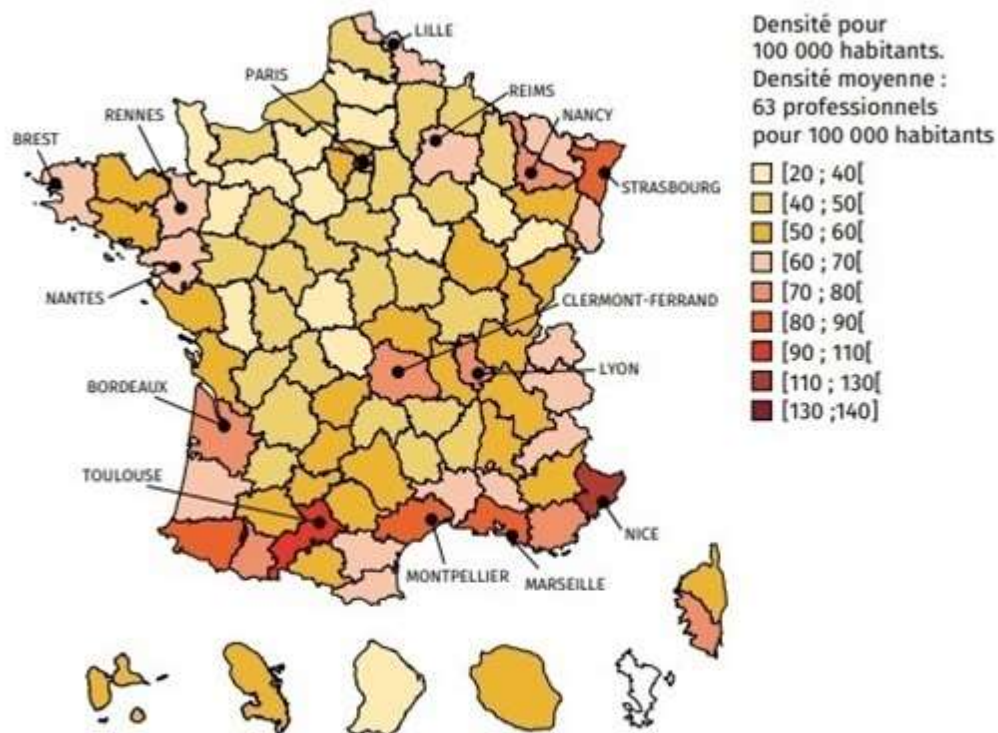 Densité pour
100 000 habitants.
Densité moyenne :
63 professionnels
pour 100 000 habitants
[20 ; 40[
[40 ; 50[
[50 ; 60[
[60 ; 70[
[70 ; 80[
[80 ; 90[
[90 ; 110[
[110 ; 130[
[130 ;140]
LILLE
PARIS
REIMS
RENNES
NANCY
BREST
STRASBOURG
NANTES
CLERMONT-FERRAND
LYON
BORDEAUX
TOULOUSE
NICE
MONTPELLIER
MARSEILLE